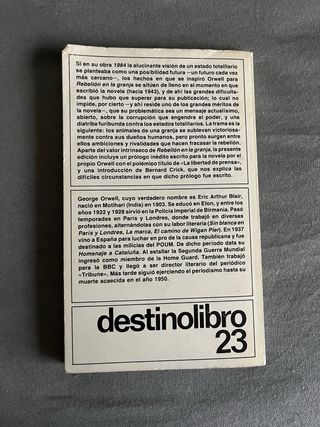 Si en su obra 1984 la alucinante visión de un estado totalitario
se planteaba como una posibilidad futura —un futuro cada vez
más cercano—, los hechos en que se inspiró Orwell para
Rebelión en la granja se sitúan de lleno en el momento en que
escribió la novela (hacia 1943), y de ahí las grandes dificulta-
des que hubo que superar para su publicación, lo cual no
impide, por cierto —y ahí reside uno de los grandes méritos de
la novela—, que su problemática sea un mensaje actualísimo,
abierto, sobre la corrupción que engendra el poder, y una
diatriba furibunda contra los estados totalitarios. La trama es la
siguiente: los animales de una granja se sublevan victoriosa-
mente contra sus dueños humanos, pero pronto surgen entre
ellos ambiciones y rivalidades que hacen fracasar la rebelión.
Aparte del valor intrínseco de Rebelión en la granja, la presente
edición incluye un prólogo inédito escrito para la novela por el
propio Orwell con el polémico título de «La libertad de prensa»,
y una introducción de Bernard Crick, que nos explica las
difíciles circunstancias en que dicho prólogo fue escrito.
George Orwell, cuyo verdadero nombre es Eric Arthur Blair,
nació en Motihari (India) en 1903. Se educó en Eton, y entre los
años 1922 y 1928 sirvió en la Policía Imperial de Birmania. Pasó
temporadas en París y Londres, donde trabajó en diversas
profesiones, alternándolas con su labor literaria (Sin blanca en
París y Londres, La marca, El camino de Wigan Pier). En 1937
vino a España para luchar en pro de la causa republicana y fue
destinado a las milicias del POUM. De dicho período data su
Homenaje a Cataluña. Al estallar la Segunda Guerra Mundial
ingresó como miembro de la Home Guard. También trabajó
para la BBC y llegó a ser director literario del periódico
«Tribune». Más tarde siguió ejerciendo el periodismo hasta su
muerte acaecida en el año 1950.
destinolibro
23